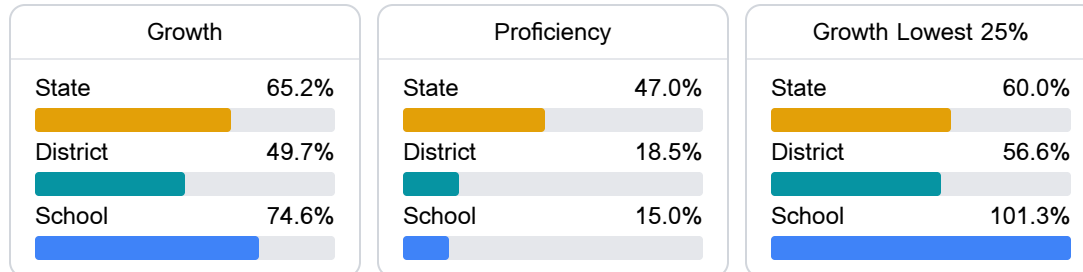 Growth
State 65.2%
District 49.7%
School 74.6%
Proficiency
State 47.0%
District 18.5%
School 15.0%
Growth Lowest 25%
State 60.0%
District 56.6%
School 101.3%